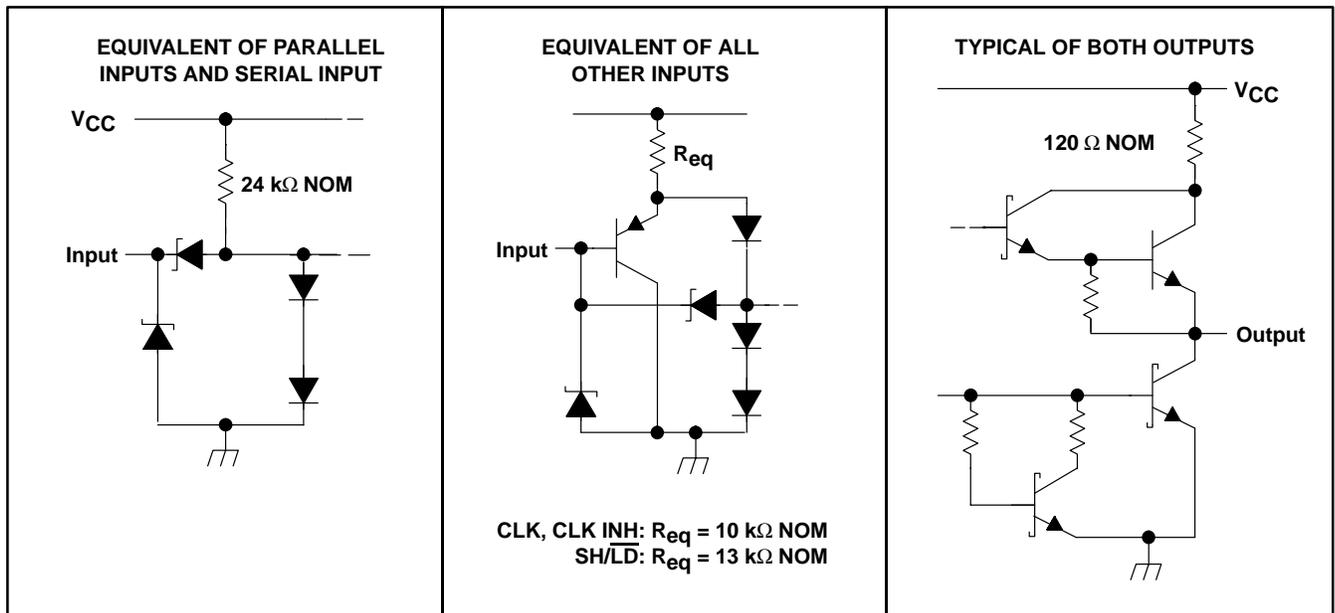 EQUIVALENT OF PARALLEL
INPUTS AND SERIAL INPUT
VCC
24 kΩ NOM
Input
EQUIVALENT OF ALL
OTHER INPUTS
Req
Input
CLK, CLK INH: Req = 10 kΩ NOM
SH/L̅D̅: Req = 13 kΩ NOM
TYPICAL OF BOTH OUTPUTS
VCC
120 Ω NOM
Output